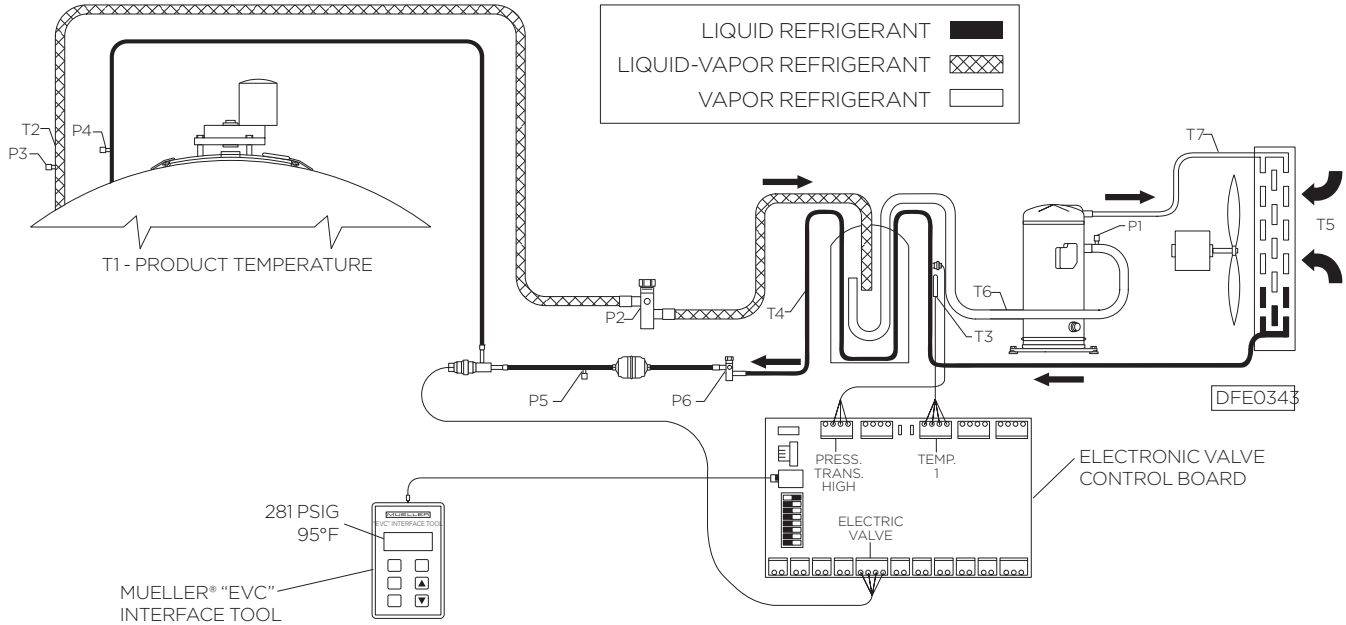 LIQUID REFRIGERANT
LIQUID-VAPOR REFRIGERANT
VAPOR REFRIGERANT
T2
P4
P3
T7
P1
T5
T1 - PRODUCT TEMPERATURE
P2
T4
T6
T3
P5
P6
DFE0343
PRESS.
TRANS.
HIGH
TEMP.
1
ELECTRONIC VALVE
CONTROL BOARD
281 PSIG
95°F
MUELLER
"EVC" INTERFACE TOOL
ELECTRIC
VALVE
MUELLER® “EVC”
INTERFACE TOOL